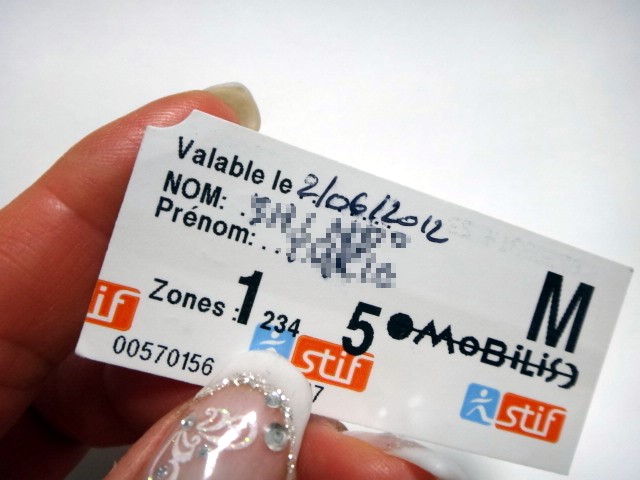 Valable le 2/06/2012
NOM:
Prénom:
M
Zones : 1 234 5 MOBILIS
stif
stif
stif
00570156